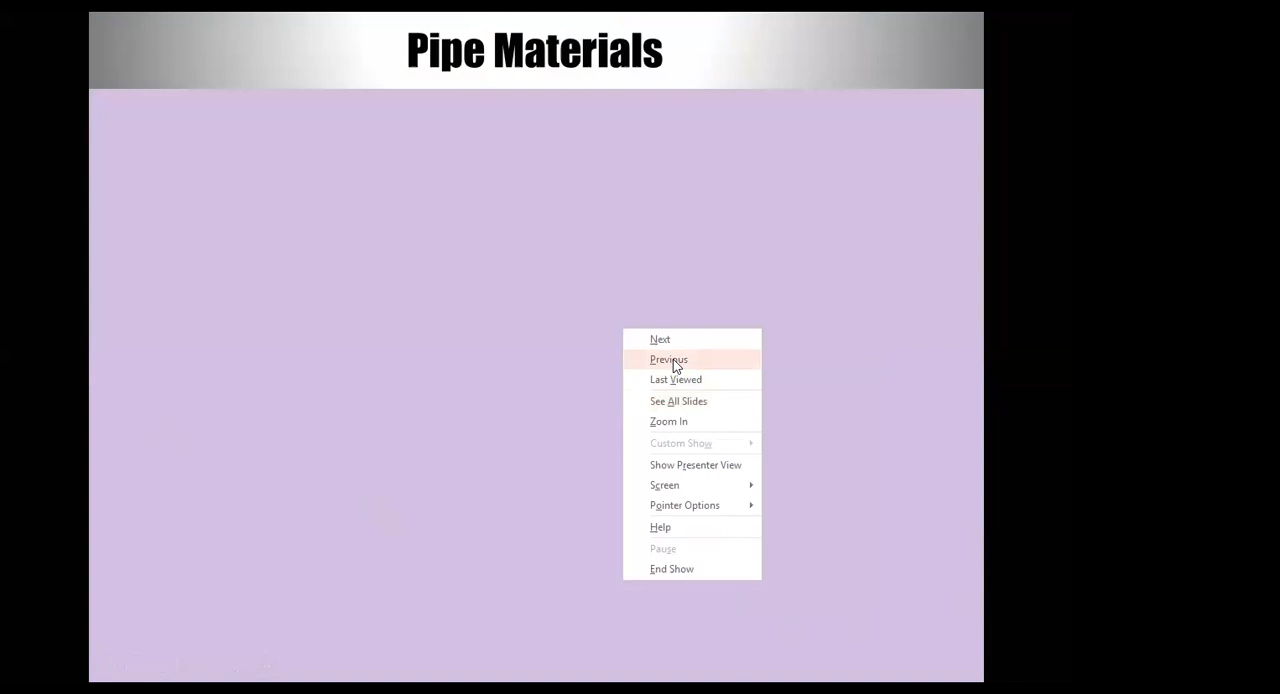 Pipe Materials
Next
Previous
Last Viewed
See All Slides
Zoom In
Custom Show
Show Presenter View
Screen
Pointer Options
Help
Pause
End Show